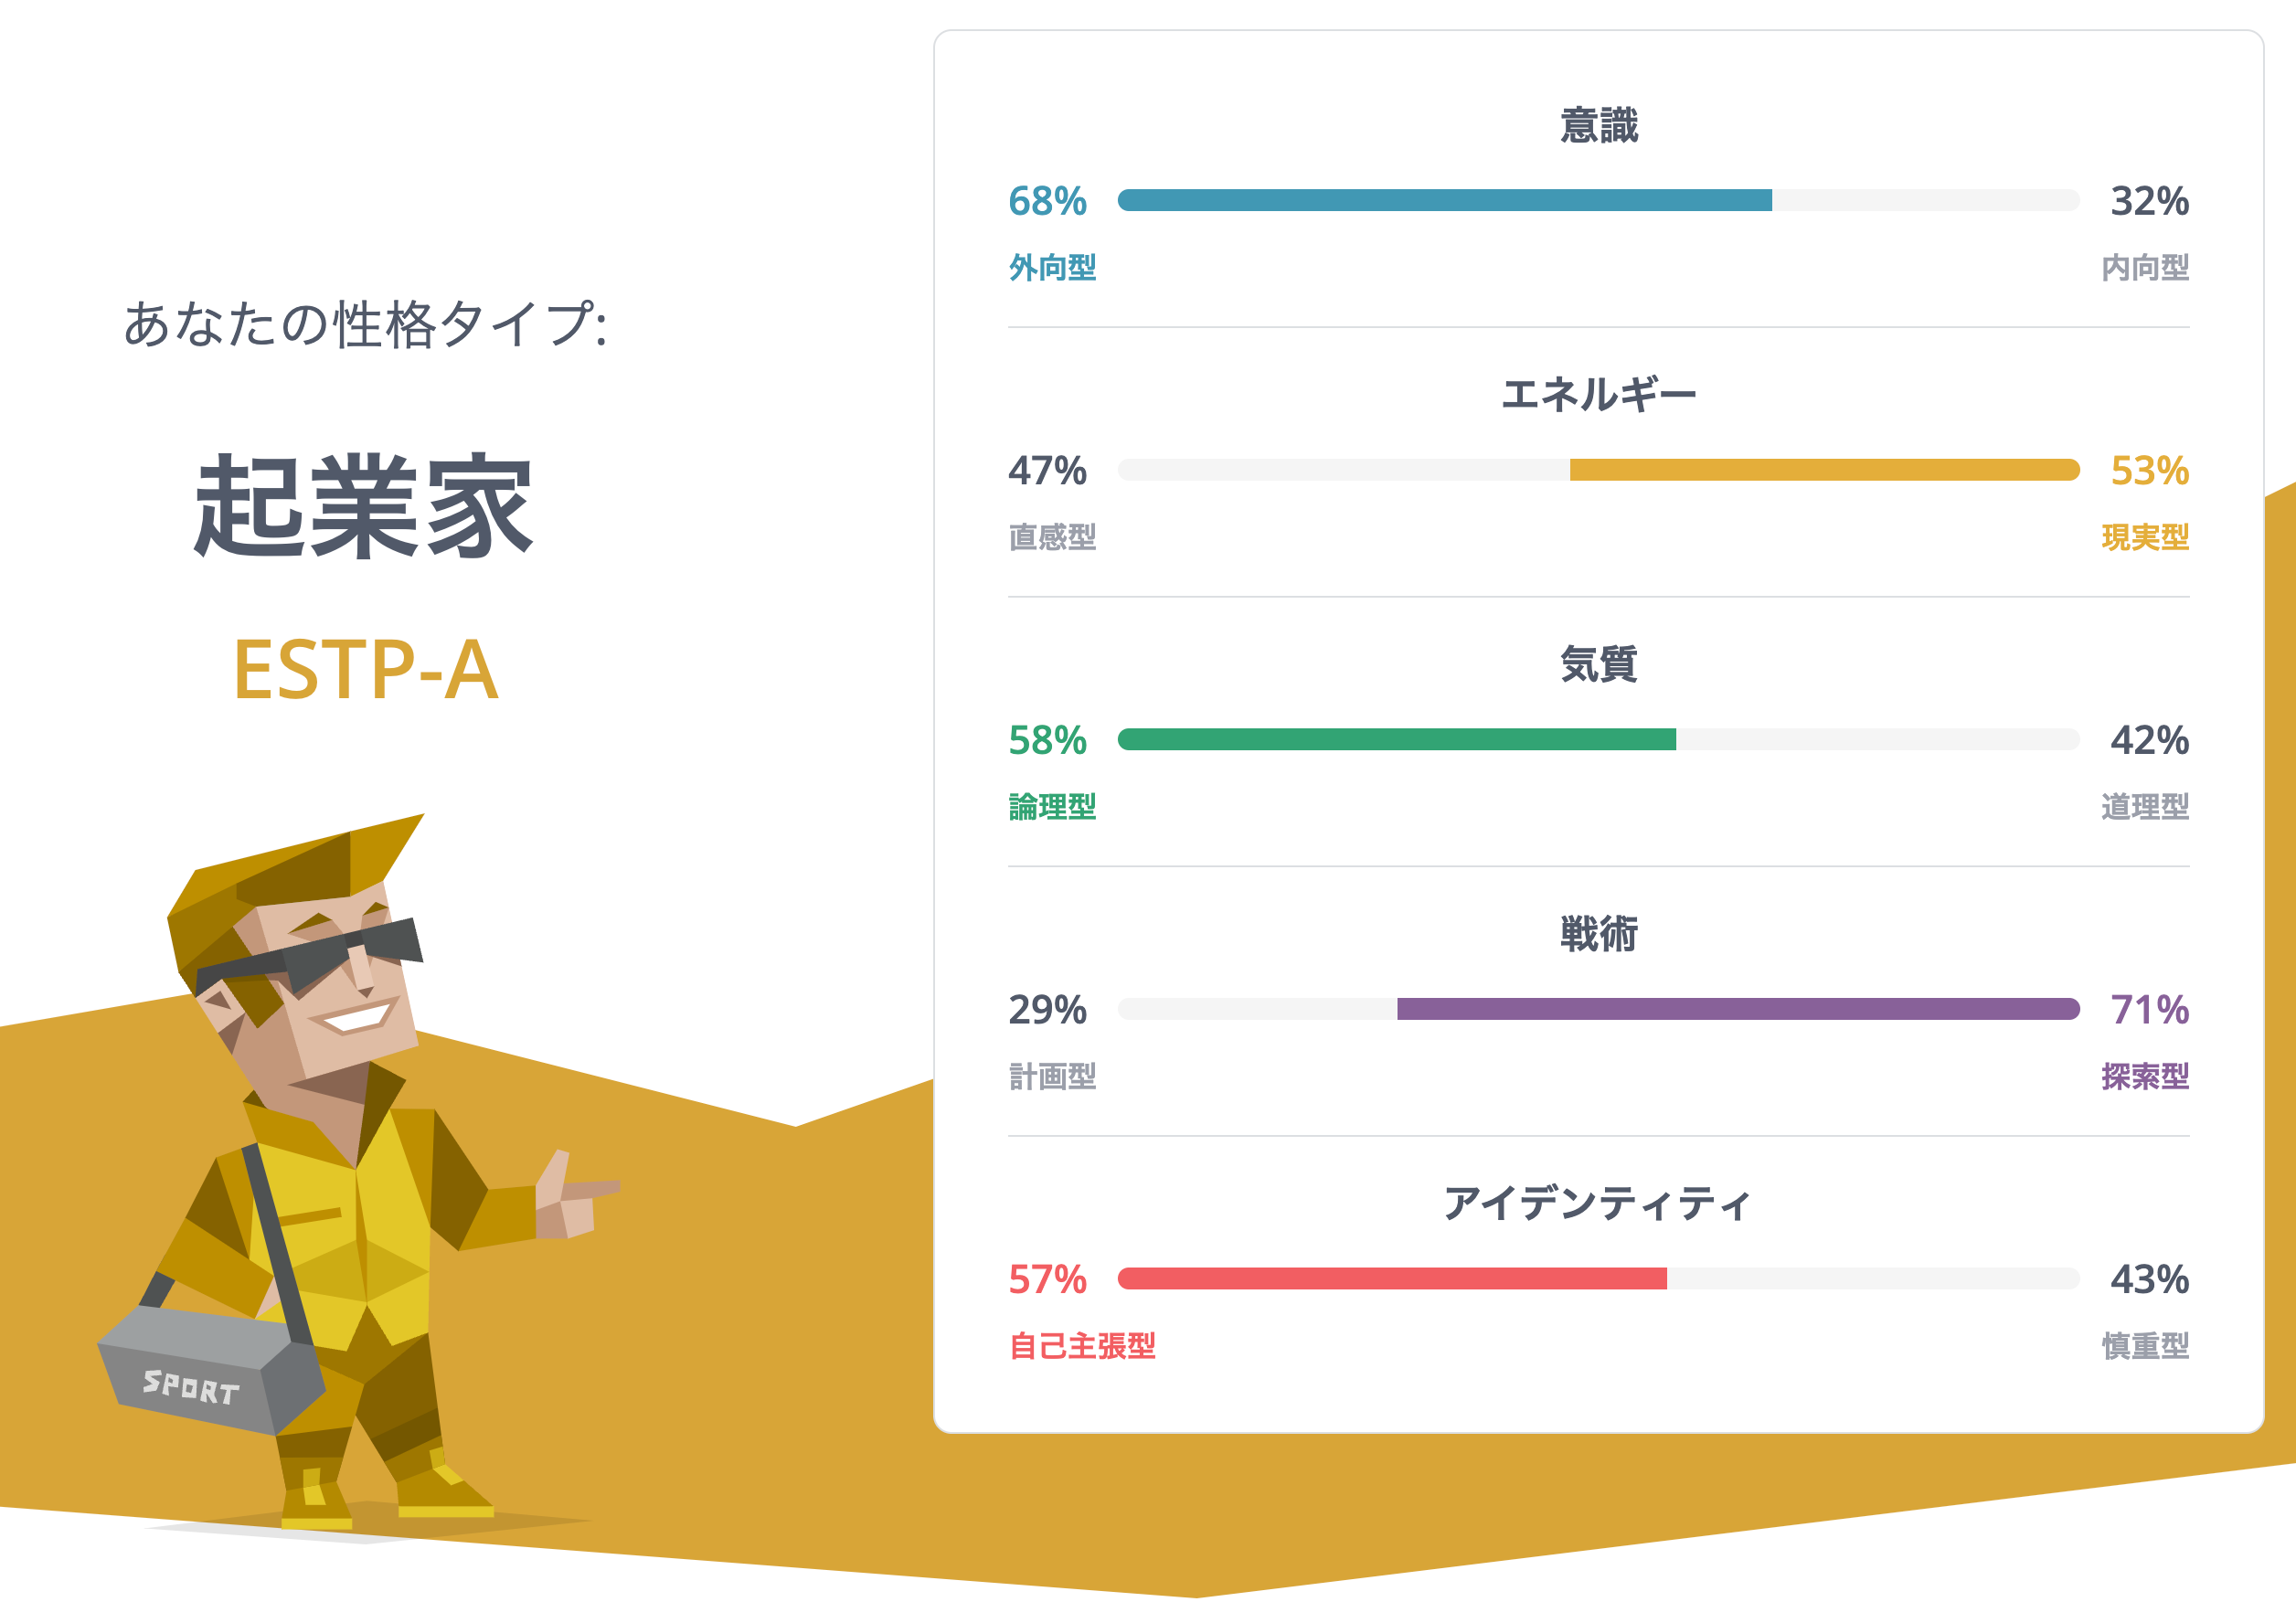 あなたの性格タイプ:
起業家
ESTP-A
SPORT
意識
68% 32%
外向型 内向型
エネルギー
47% 53%
直感型 現実型
気質
58% 42%
論理型 道理型
戦術
29% 71%
計画型 探索型
アイデンティティ
57% 43%
自己主張型 慎重型